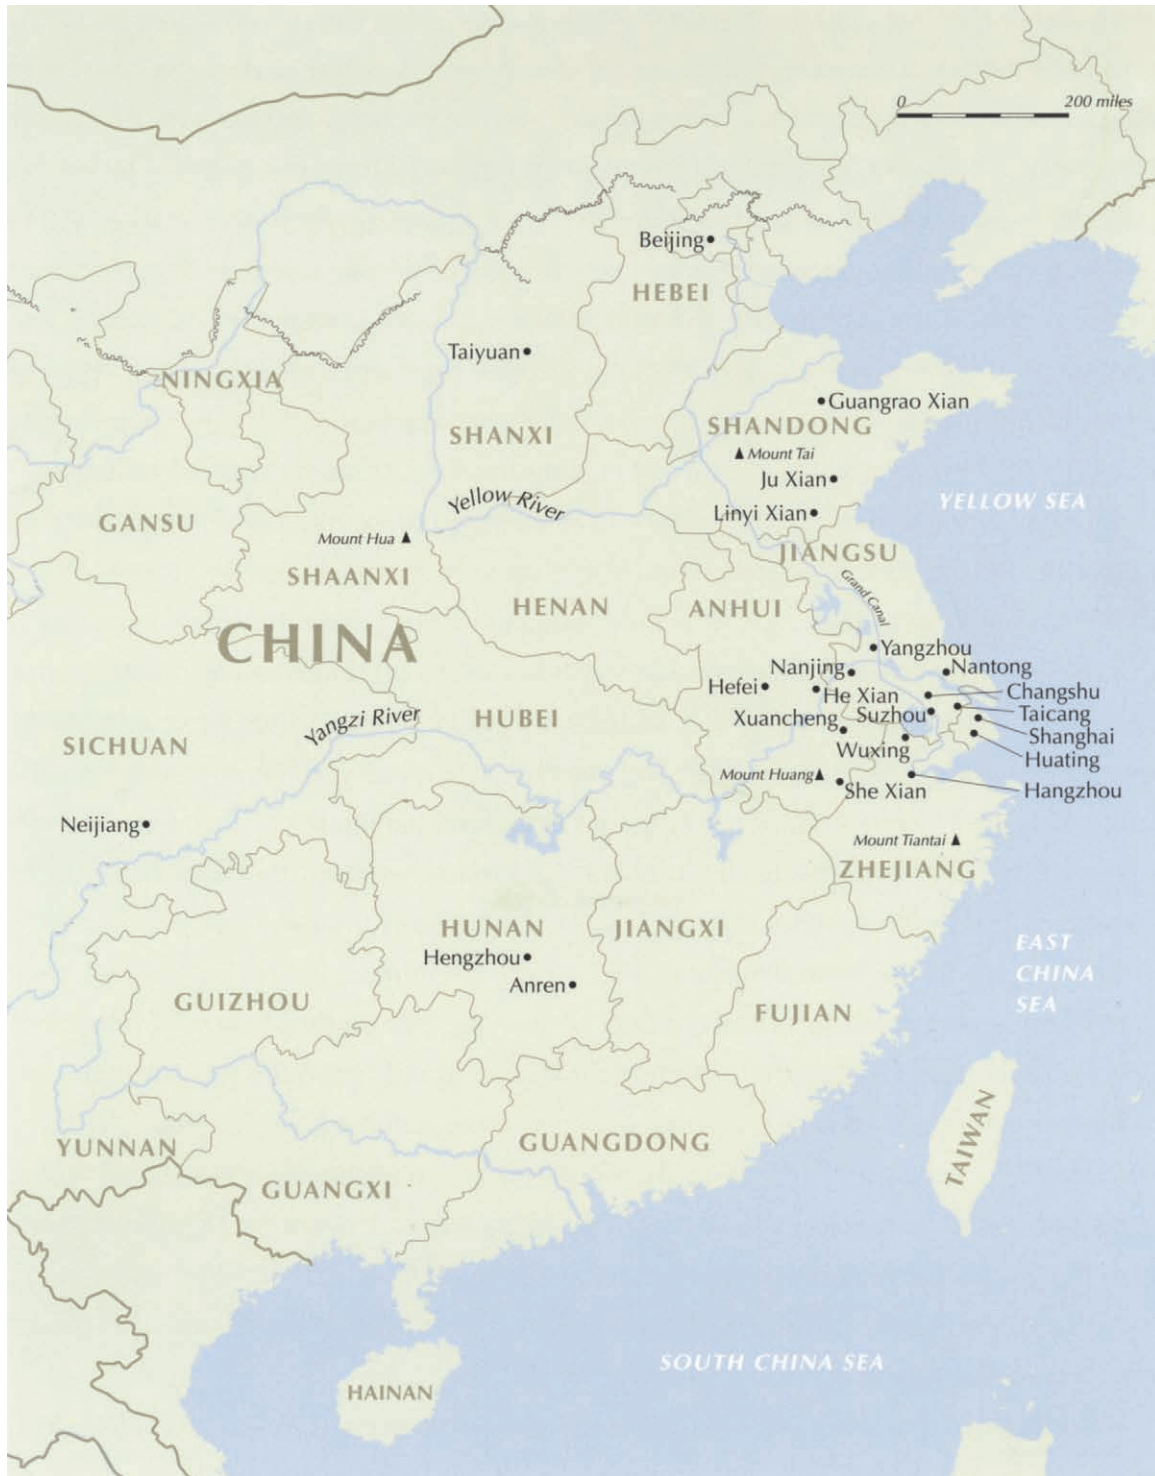 0 200 miles
Beijing
HEBEI
Taiyuan
NINGXIA
Guangrao Xian
SHANDONG
SHANXI
Mount Tai
Ju Xian
Yellow River
YELLOW SEA
Linyi Xian
GANSU
Mount Hua
JIANGSU
SHAANXI
Grand Canal
HENAN
ANHUI
CHINA
Yangzhou
Nanjing
Nantong
Hefei
He Xian
Changshu
Yangzi River
HUBEI
Xuancheng
Suzhou
Taicang
Shanghai
SICHUAN
Wuxing
Huating
Mount Huang
She Xian
Hangzhou
Neijiang
Mount Tiantai
ZHEJIANG
HUNAN
JIANGXI
Hengzhou
EAST
CHINA
SEA
Anren
GUIZHOU
FUJIAN
TAIWAN
YUNNAN
GUANGDONG
GUANGXI
SOUTH CHINA SEA
HAINAN